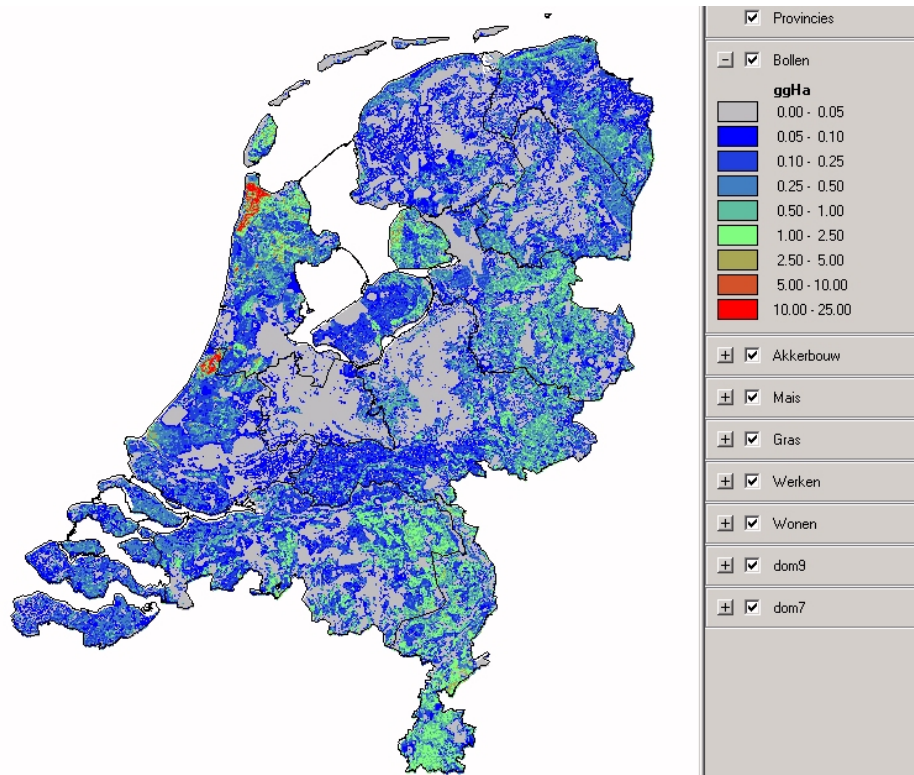 Provincies
Bollen
ggHa
0.00 - 0.05
0.05 - 0.10
0.10 - 0.25
0.25 - 0.50
0.50 - 1.00
1.00 - 2.50
2.50 - 5.00
5.00 - 10.00
10.00 - 25.00
Akkerbouw
Mais
Gras
Werken
Wonen
dom9
dom7